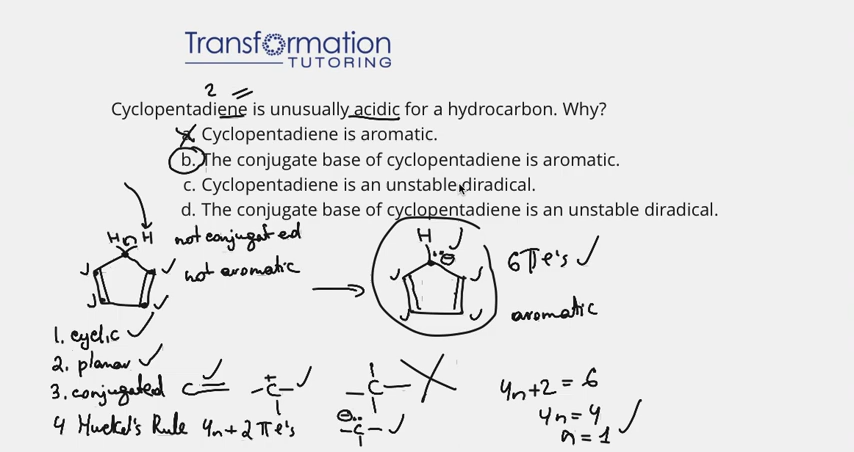 Transformation
TUTORING
2 =
Cyclopentadiene is unusually acidic for a hydrocarbon. Why?
a. Cyclopentadiene is aromatic.
b. The conjugate base of cyclopentadiene is aromatic.
c. Cyclopentadiene is an unstable diradical.
d. The conjugate base of cyclopentadiene is an unstable diradical.
H H not conjugated
not aromatic
H
⊖
6πe's ✓
aromatic
1. cyclic ✓
2. planar ✓
3. conjugated C= ✓ -C+- ✓ -C- X
4 Huckel's Rule 4n+2πe's ⊖.. -C- ✓
4n+2=6
4n=4 ✓
n=1